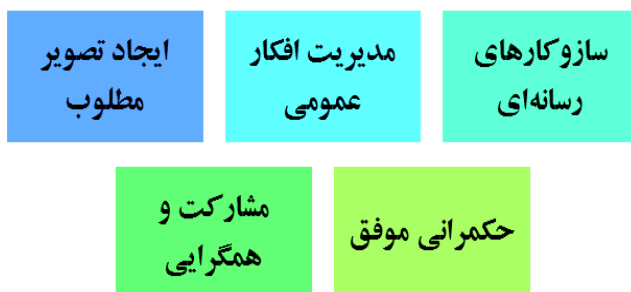 سازوکارهای
رسانه‌ای
مدیریت افکار
عمومی
ایجاد تصویر
مطلوب
حکمرانی موفق
مشارکت و
همگرایی